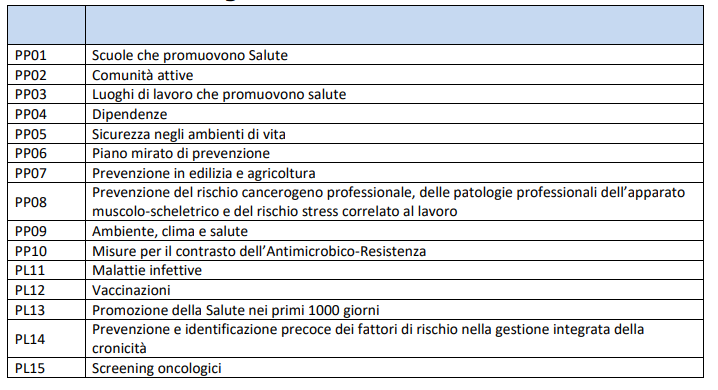 PP01 Scuole che promuovono Salute
PP02 Comunità attive
PP03 Luoghi di lavoro che promuovono salute
PP04 Dipendenze
PP05 Sicurezza negli ambienti di vita
PP06 Piano mirato di prevenzione
PP07 Prevenzione in edilizia e agricoltura
PP08 Prevenzione del rischio cancerogeno professionale, delle patologie professionali dell’apparato
muscolo-scheletrico e del rischio stress correlato al lavoro
PP09 Ambiente, clima e salute
PP10 Misure per il contrasto dell’Antimicrobico-Resistenza
PL11 Malattie infettive
PL12 Vaccinazioni
PL13 Promozione della Salute nei primi 1000 giorni
PL14 Prevenzione e identificazione precoce dei fattori di rischio nella gestione integrata della
cronicità
PL15 Screening oncologici